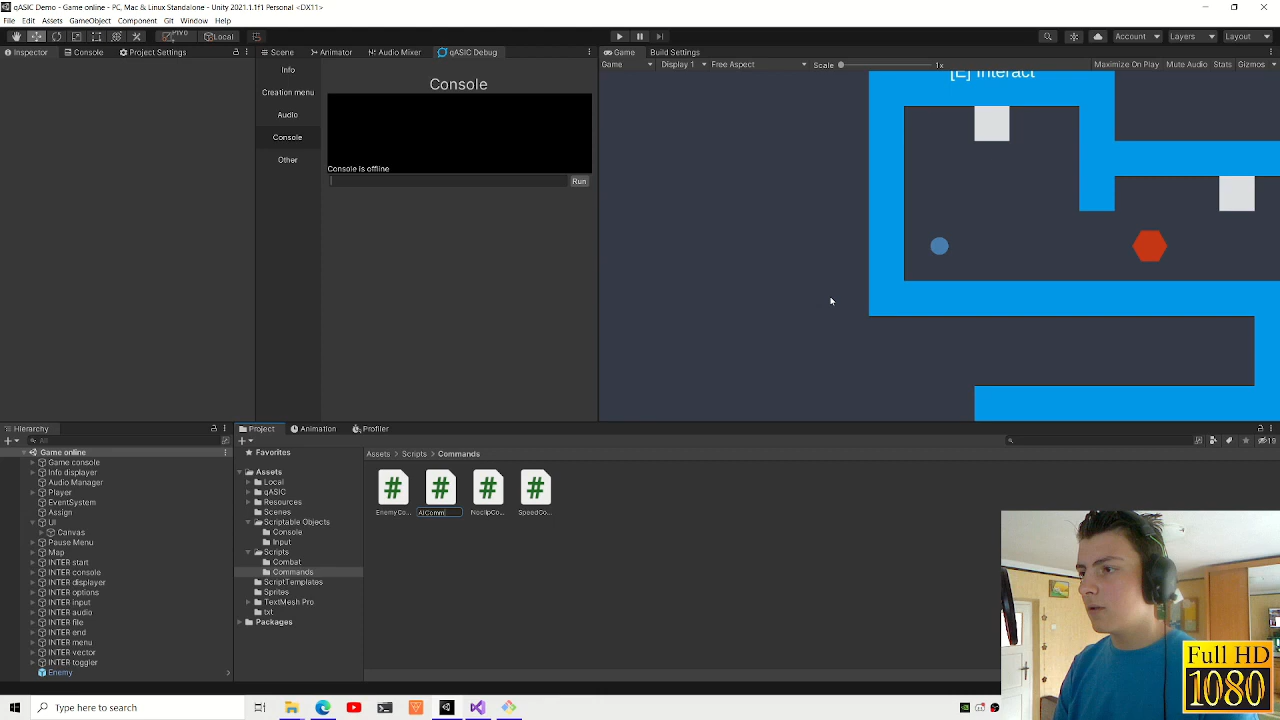 qASIC Demo - Game online - PC, Mac & Linux Standalone - Unity 2021.1.1f1 Personal <DX11>
File Edit Assets GameObject Component Git Window Help
Local Account Layers Layout
Inspector Console Project Settings Scene Animator Audio Mixer qASIC Debug Game Build Settings
Game Display 1 Free Aspect Scale 1x Maximize On Play Mute Audio Stats Gizmos
Info
Creation menu
Audio
Console
Other
Console
Console is offline
Run
[E] Interact
Hierarchy
All
Game online
Game console
Info displayer
Audio Manager
Player
EventSystem
Assign
UI
Canvas
Pause Menu
Map
INTER start
INTER console
INTER displayer
INTER options
INTER input
INTER audio
INTER file
INTER end
INTER menu
INTER vector
INTER toggler
Enemy
Project Animation Profiler
Favorites
Assets
Local
qASIC
Resources
Scenes
Scriptable Objects
Console
Input
Scripts
Combat
Commands
ScriptTemplates
Sprites
TextMesh Pro
txt
Packages
Assets Scripts Commands
EnemyCo... AIComm NoclipCo... SpeedCo...
Full HD
1080
Type here to search